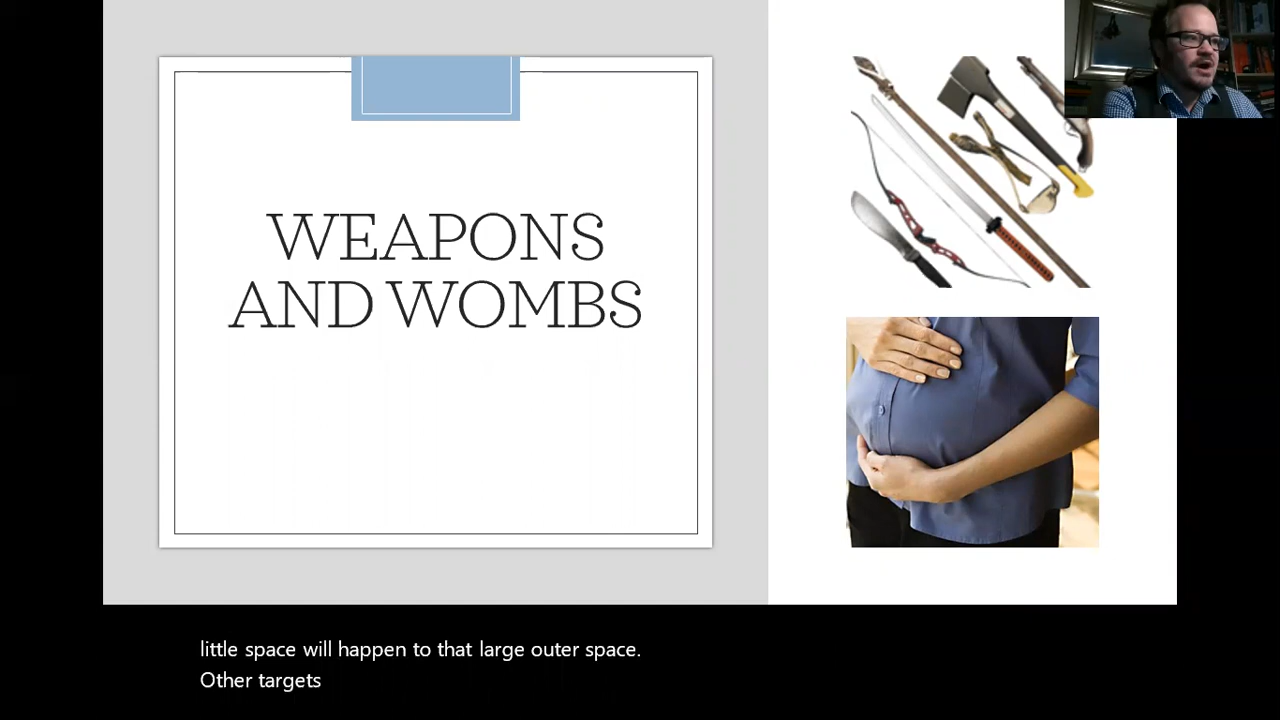 WEAPONS
AND WOMBS
little space will happen to that large outer space.
Other targets